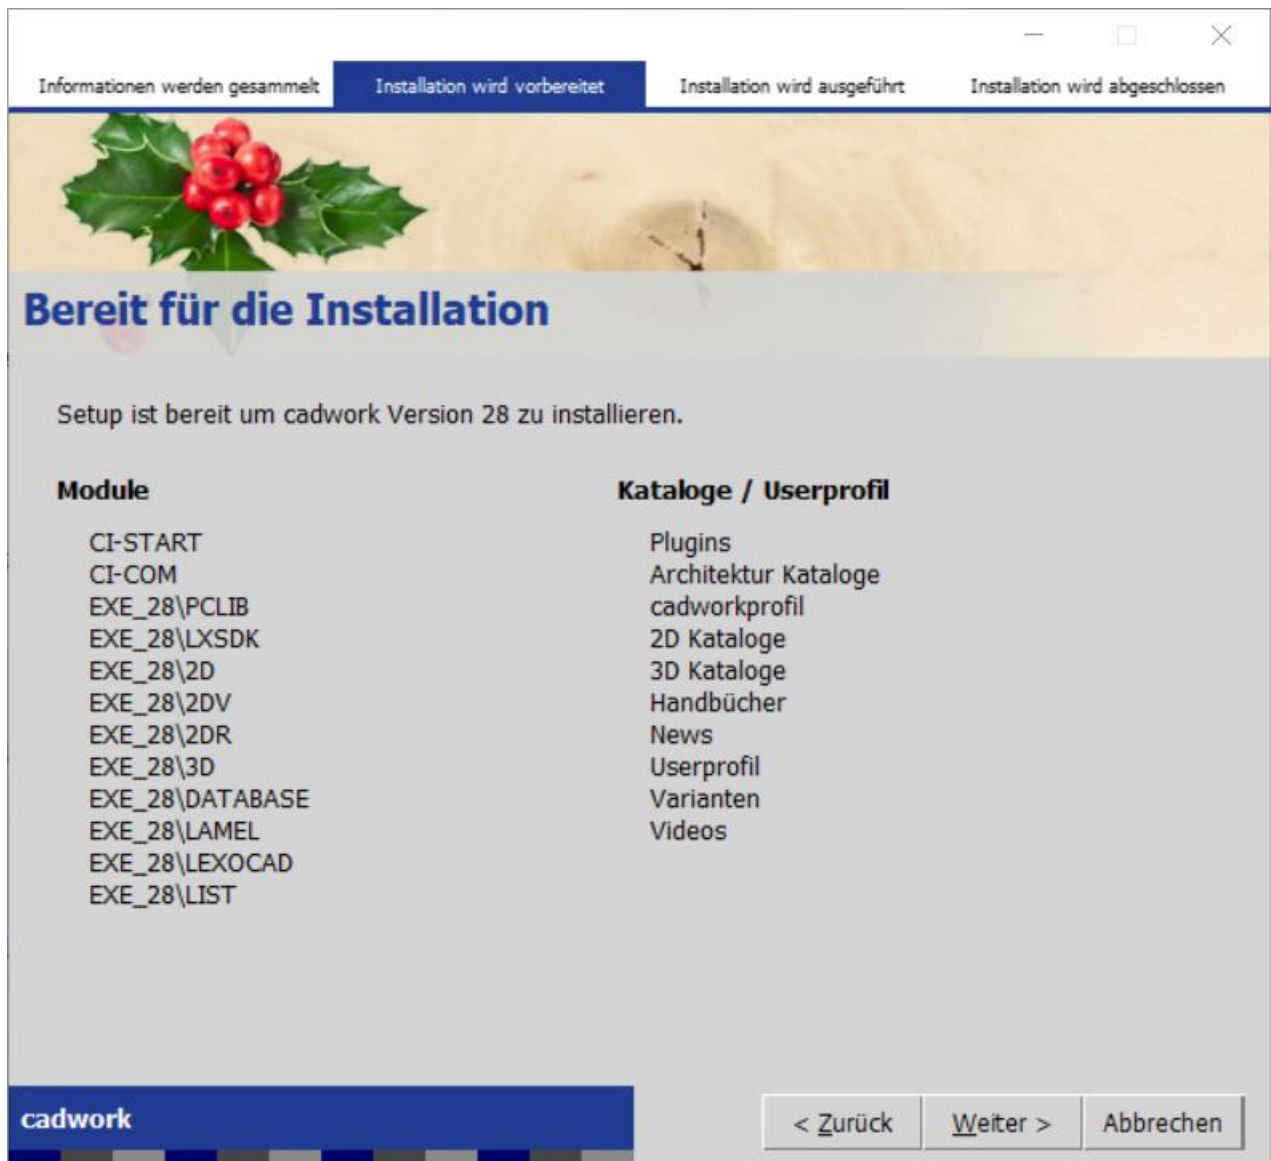 Informationen werden gesammelt
Installation wird vorbereitet
Installation wird ausgeführt
Installation wird abgeschlossen
Bereit für die Installation
Setup ist bereit um cadwork Version 28 zu installieren.
Module
CI-START
CI-COM
EXE_28\PCLIB
EXE_28\LXSDK
EXE_28\2D
EXE_28\2DV
EXE_28\2DR
EXE_28\3D
EXE_28\DATABASE
EXE_28\LAMEL
EXE_28\LEXOCAD
EXE_28\LIST
Kataloge / Userprofil
Plugins
Architektur Kataloge
cadworkprofil
2D Kataloge
3D Kataloge
Handbücher
News
Userprofil
Varianten
Videos
cadwork
< Zurück
Weiter >
Abbrechen